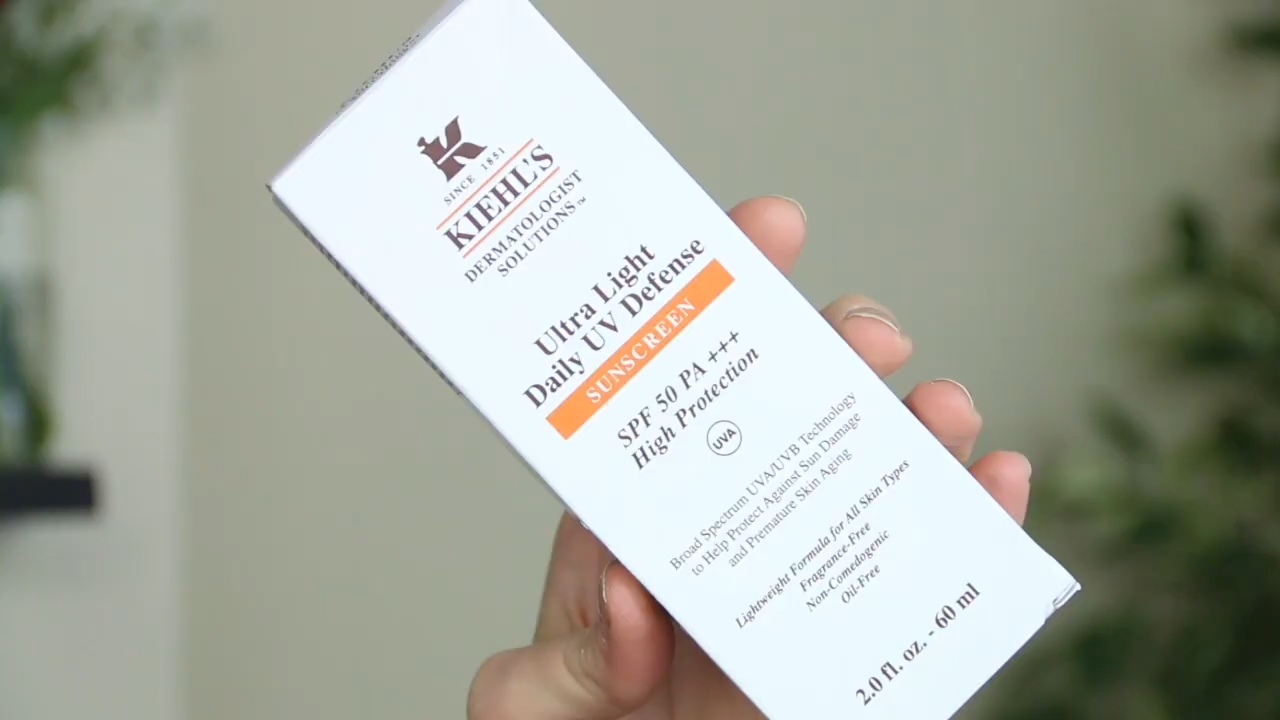 K
SINCE 1851
KIEHL'S
DERMATOLOGIST
SOLUTIONS™
Ultra Light
Daily UV Defense
SUNSCREEN
SPF 50 PA +++
High Protection
UVA
Broad Spectrum UVA/UVB Technology
to Help Protect Against Sun Damage
and Premature Skin Aging
Lightweight Formula for All Skin Types
Fragrance-Free
Non-Comedogenic
Oil-Free
2.0 fl. oz. - 60 ml